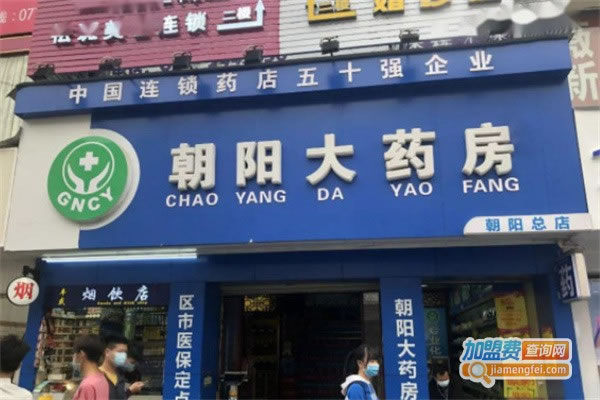 :07
车锁 二楼
中国连锁药店五十强企业
GNCY
朝阳大药房
CHAO YANG DA YAO FANG
朝阳总店
烟
烟饮店
区市医保定点
朝阳大药房
药
加盟费查询网
jiamengfei.com